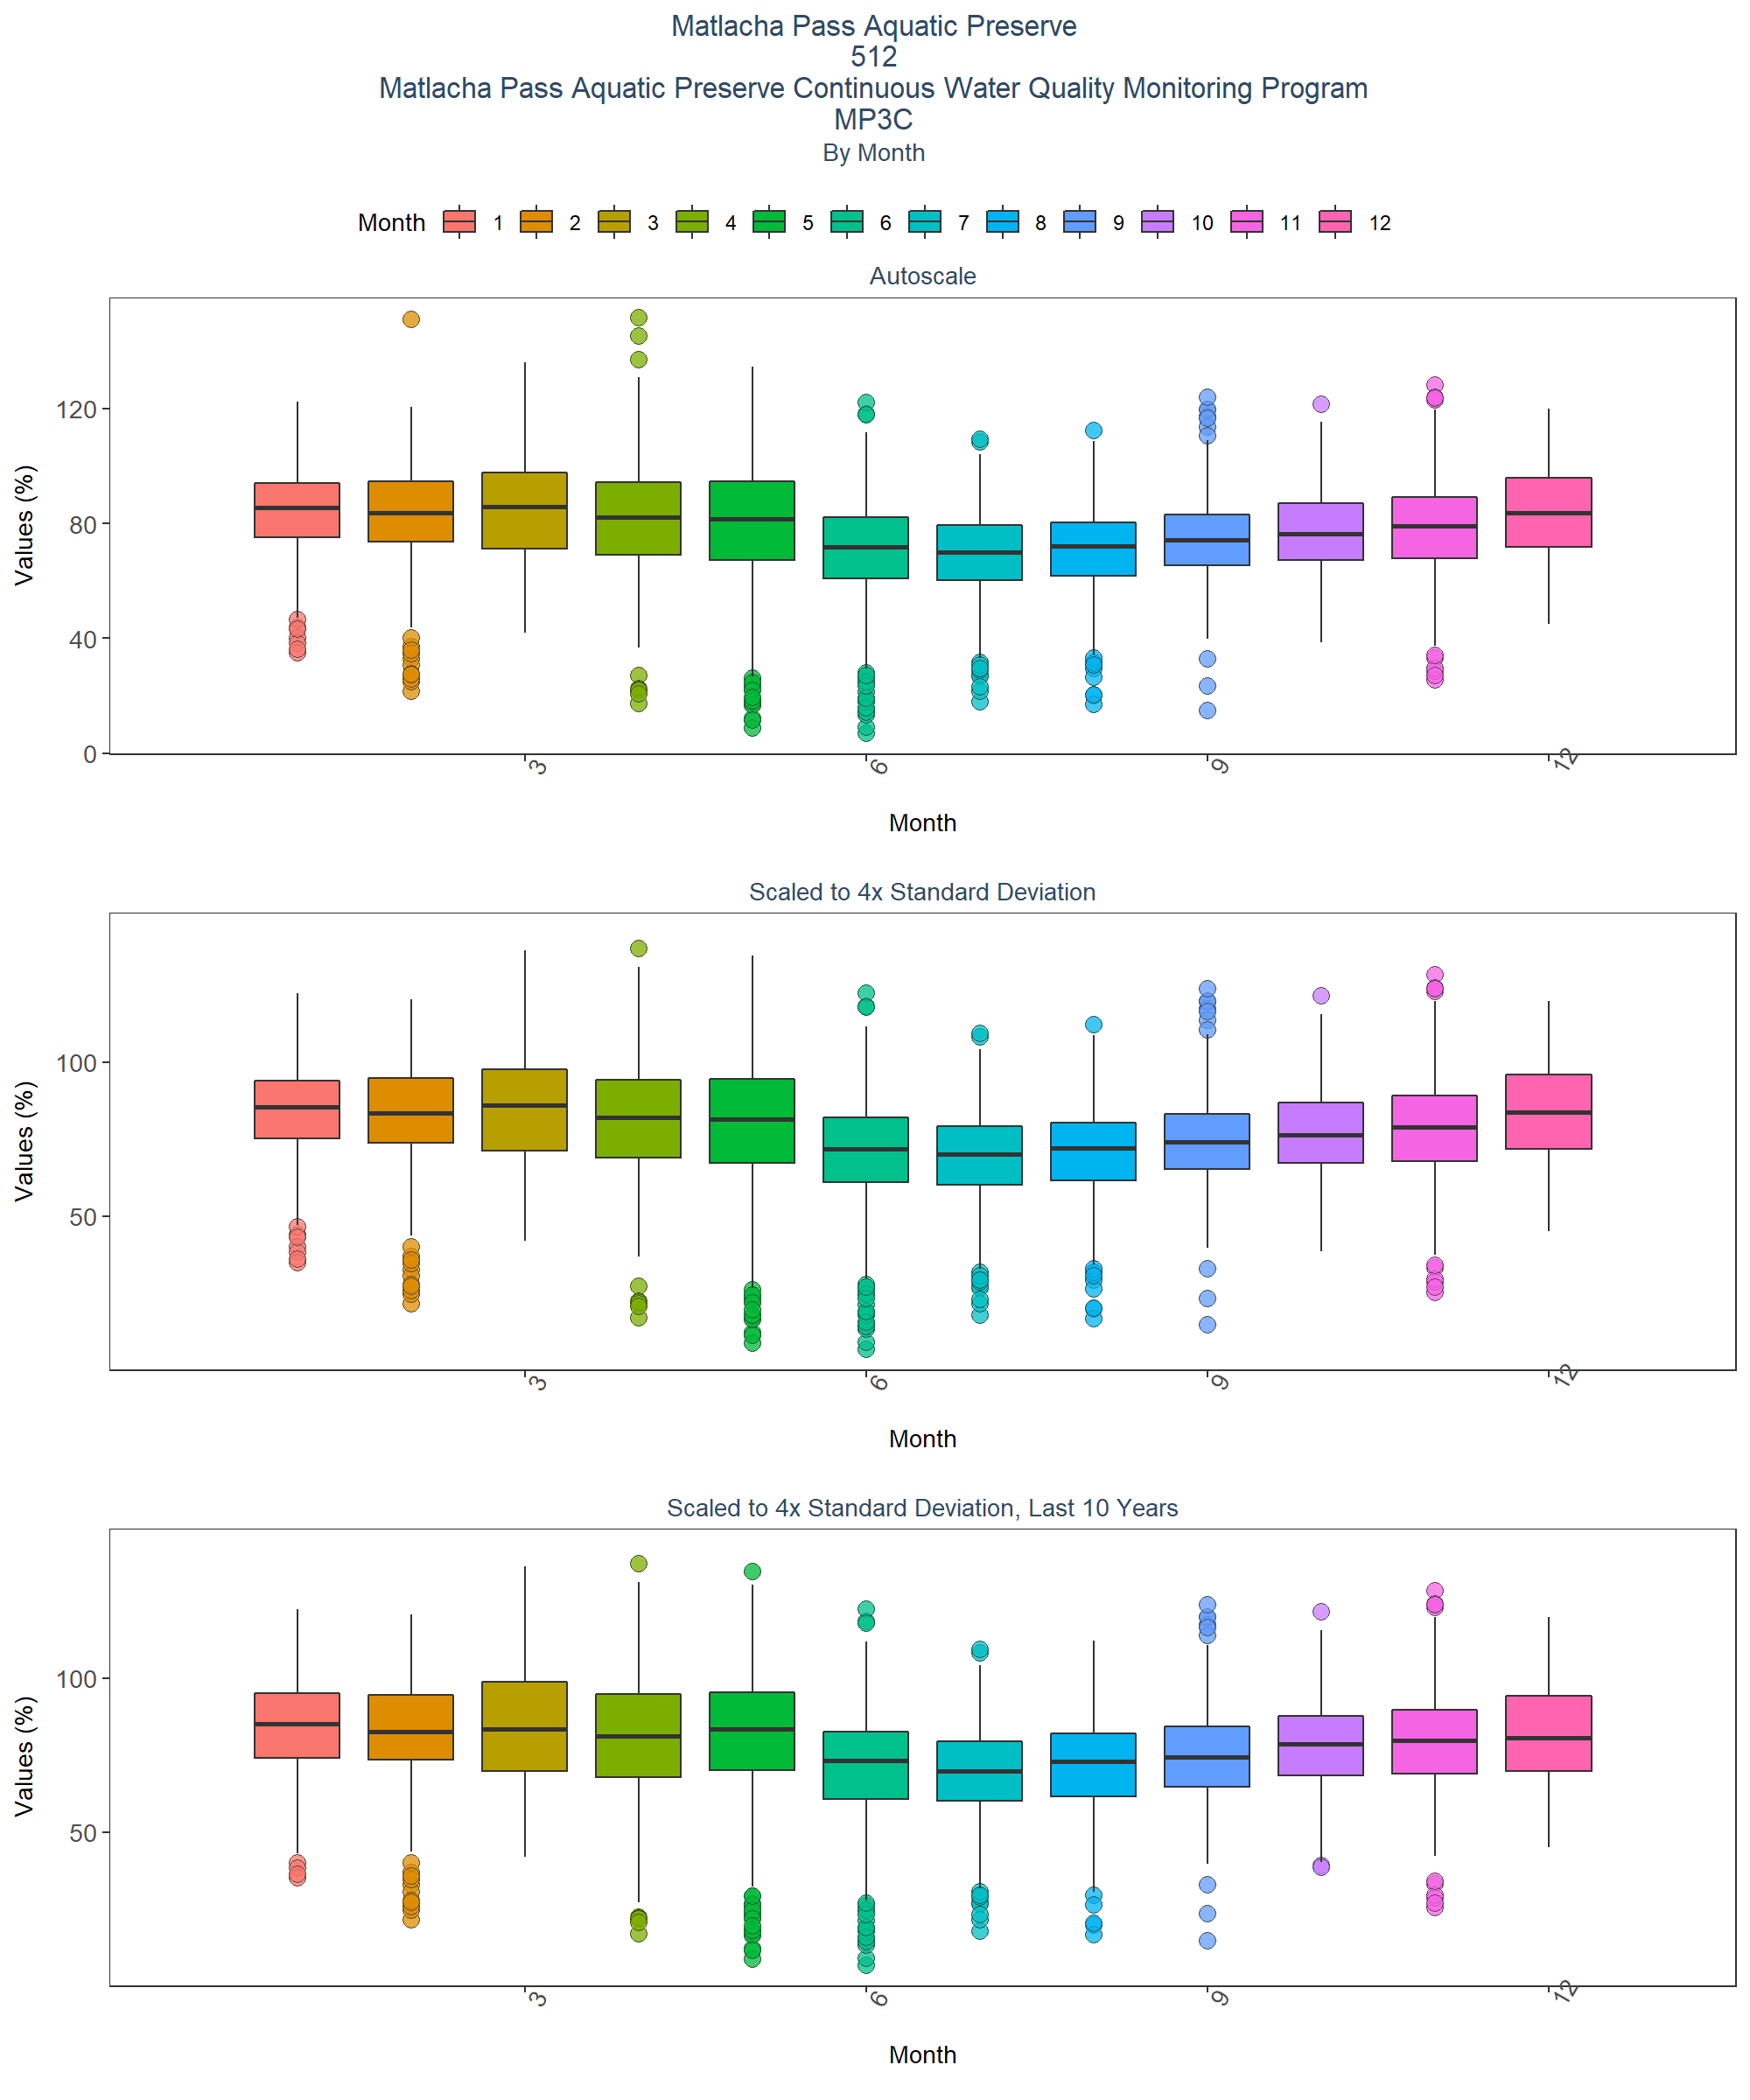 Matlacha Pass Aquatic Preserve
512
Matlacha Pass Aquatic Preserve Continuous Water Quality Monitoring Program
MP3C
By Month
Month 1 2 3 4 5 6 7 8 9 10 11 12
Autoscale
Values (%)
120
80
40
0
3 6 9 12
Month
Scaled to 4x Standard Deviation
Values (%)
100
50
3 6 9 12
Month
Scaled to 4x Standard Deviation, Last 10 Years
Values (%)
100
50
3 6 9 12
Month